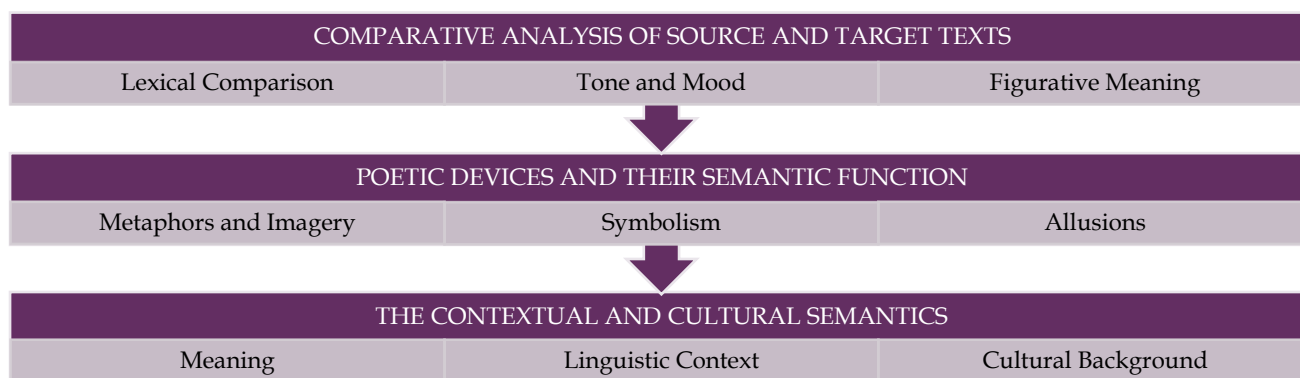 COMPARATIVE ANALYSIS OF SOURCE AND TARGET TEXTS
Lexical Comparison
Tone and Mood
Figurative Meaning
POETIC DEVICES AND THEIR SEMANTIC FUNCTION
Metaphors and Imagery
Symbolism
Allusions
THE CONTEXTUAL AND CULTURAL SEMANTICS
Meaning
Linguistic Context
Cultural Background